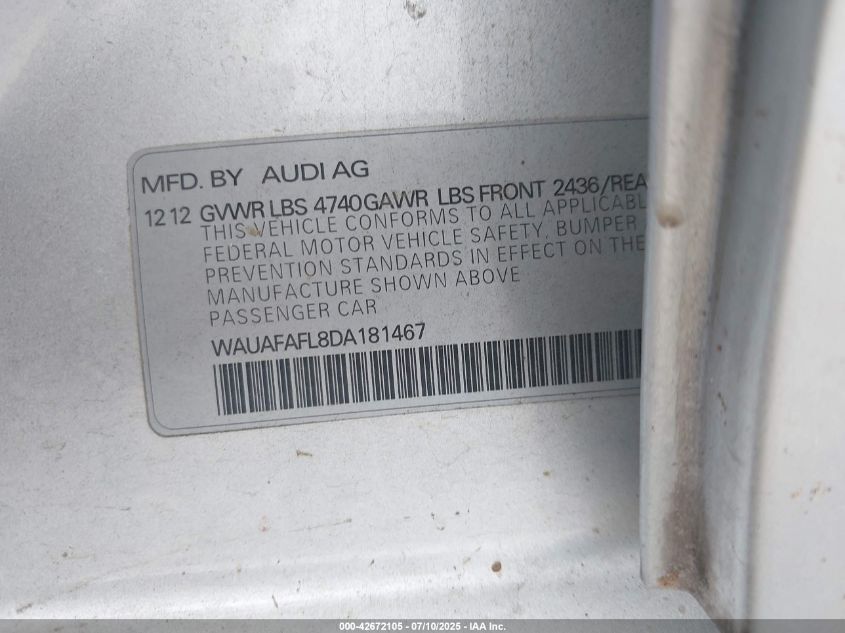 MFD. BY AUDI AG
12 12 GVWR LBS 4740 GAWR LBS FRONT 2436/REA
THIS VEHICLE CONFORMS TO ALL APPLICABL
FEDERAL MOTOR VEHICLE SAFETY, BUMPER
PREVENTION STANDARDS IN EFFECT ON THE
MANUFACTURE SHOWN ABOVE
PASSENGER CAR
WAUAFAFL8DA181467
000-42672105 - 07/10/2025 - IAA Inc.